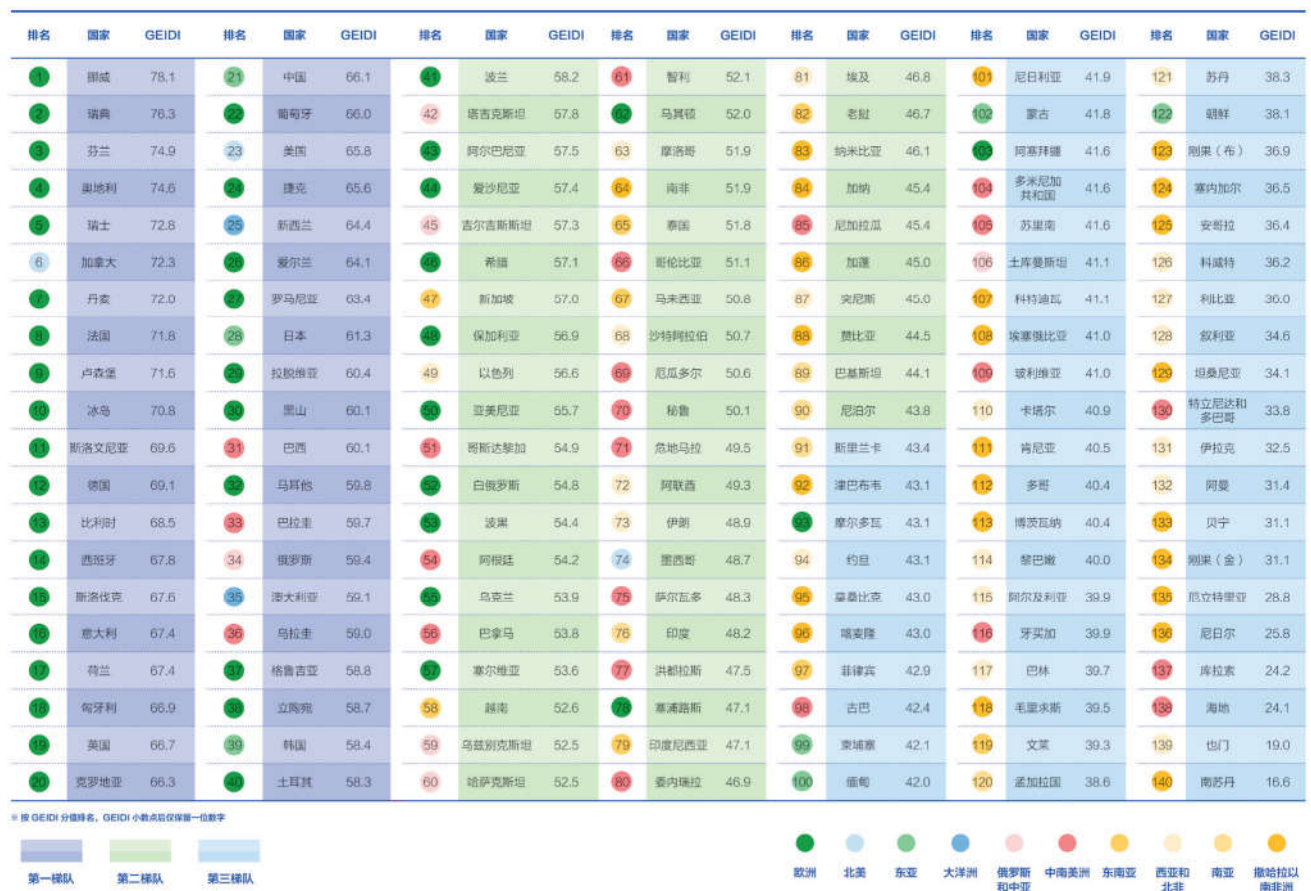 排名 国家 GEIDI 排名 国家 GEIDI 排名 国家 GEIDI 排名 国家 GEIDI 排名 国家 GEIDI 排名 国家 GEIDI 排名 国家 GEIDI
1 挪威 78.1 21 中国 66.1 41 波兰 58.2 61 智利 52.1 81 埃及 46.8 101 尼日利亚 41.9 121 苏丹 38.3
2 瑞典 76.3 22 葡萄牙 66.0 42 塔吉克斯坦 57.8 62 马其顿 52.0 82 老挝 46.7 102 蒙古 41.8 122 朝鲜 38.1
3 芬兰 74.9 23 美国 65.8 43 阿尔巴尼亚 57.5 63 摩洛哥 51.9 83 纳米比亚 46.1 103 阿塞拜疆 41.6 123 刚果（布） 36.9
4 奥地利 74.6 24 捷克 65.6 44 爱沙尼亚 57.4 64 南非 51.9 84 加纳 45.4 104 多米尼加共和国 41.6 124 塞内加尔 36.5
5 瑞士 72.8 25 新西兰 64.4 45 吉尔吉斯斯坦 57.3 65 泰国 51.8 85 尼加拉瓜 45.4 105 苏里南 41.6 125 安哥拉 36.4
6 加拿大 72.3 26 爱尔兰 64.1 46 希腊 57.1 66 哥伦比亚 51.1 86 加蓬 45.0 106 土库曼斯坦 41.1 126 科威特 36.2
7 丹麦 72.0 27 罗马尼亚 63.4 47 新加坡 57.0 67 马来西亚 50.8 87 突尼斯 45.0 107 科特迪瓦 41.1 127 利比亚 36.0
8 法国 71.8 28 日本 61.3 48 保加利亚 56.9 68 沙特阿拉伯 50.7 88 赞比亚 44.5 108 埃塞俄比亚 41.0 128 叙利亚 34.6
9 卢森堡 71.6 29 拉脱维亚 60.4 49 以色列 56.6 69 厄瓜多尔 50.6 89 巴基斯坦 44.1 109 玻利维亚 41.0 129 坦桑尼亚 34.1
10 冰岛 70.8 30 黑山 60.1 50 亚美尼亚 55.7 70 秘鲁 50.1 90 尼泊尔 43.8 110 卡塔尔 40.9 130 特立尼达和多巴哥 33.8
11 斯洛文尼亚 69.6 31 巴西 60.1 51 哥斯达黎加 54.9 71 危地马拉 49.5 91 斯里兰卡 43.4 111 肯尼亚 40.5 131 伊拉克 32.5
12 德国 69.1 32 马耳他 59.8 52 白俄罗斯 54.8 72 阿联酋 49.3 92 津巴布韦 43.1 112 多哥 40.4 132 阿曼 31.4
13 比利时 68.5 33 巴拉圭 59.7 53 波黑 54.4 73 伊朗 48.9 93 摩尔多瓦 43.1 113 博茨瓦纳 40.4 133 贝宁 31.1
14 西班牙 67.8 34 俄罗斯 59.4 54 阿根廷 54.2 74 墨西哥 48.7 94 约旦 43.1 114 黎巴嫩 40.0 134 刚果（金） 31.1
15 斯洛伐克 67.6 35 澳大利亚 59.1 55 乌克兰 53.9 75 萨尔瓦多 48.3 95 莫桑比克 43.0 115 阿尔及利亚 39.9 135 厄立特里亚 28.8
16 意大利 67.4 36 乌拉圭 59.0 56 巴拿马 53.8 76 印度 48.2 96 喀麦隆 43.0 116 牙买加 39.9 136 尼日尔 25.8
17 荷兰 67.4 37 格鲁吉亚 58.8 57 塞尔维亚 53.6 77 洪都拉斯 47.5 97 菲律宾 42.9 117 巴林 39.7 137 库拉索 24.2
18 匈牙利 66.9 38 立陶宛 58.7 58 越南 52.6 78 塞浦路斯 47.1 98 古巴 42.4 118 毛里求斯 39.5 138 海地 24.1
19 英国 66.7 39 韩国 58.4 59 乌兹别克斯坦 52.5 79 印度尼西亚 47.1 99 柬埔寨 42.1 119 文莱 39.3 139 也门 19.0
20 克罗地亚 66.3 40 土耳其 58.3 60 哈萨克斯坦 52.5 80 委内瑞拉 46.9 100 缅甸 42.0 120 孟加拉国 38.6 140 南苏丹 16.6
※ 按 GEIDI 分值排名，GEIDI 小数点后仅保留一位数字
第一梯队 第二梯队 第三梯队
欧洲 北美 东亚 大洋洲 俄罗斯和中亚 中南美洲 东南亚 西亚和北非 南亚 撒哈拉以南非洲